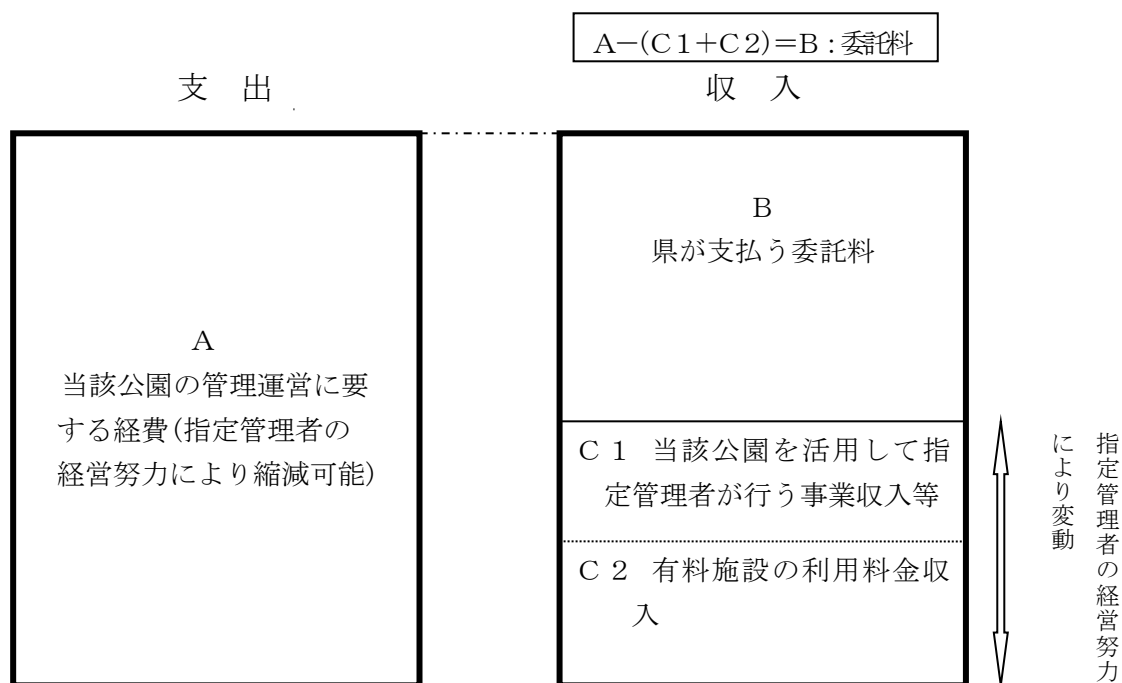 A－(C1＋C2)＝B：委託料
支　出
収　入
A
当該公園の管理運営に要
する経費(指定管理者の
経営努力により縮減可能)
B
県が支払う委託料
C1　当該公園を活用して指
定管理者が行う事業収入等
C2　有料施設の利用料金収
入
指定管理者の経営努力
により変動